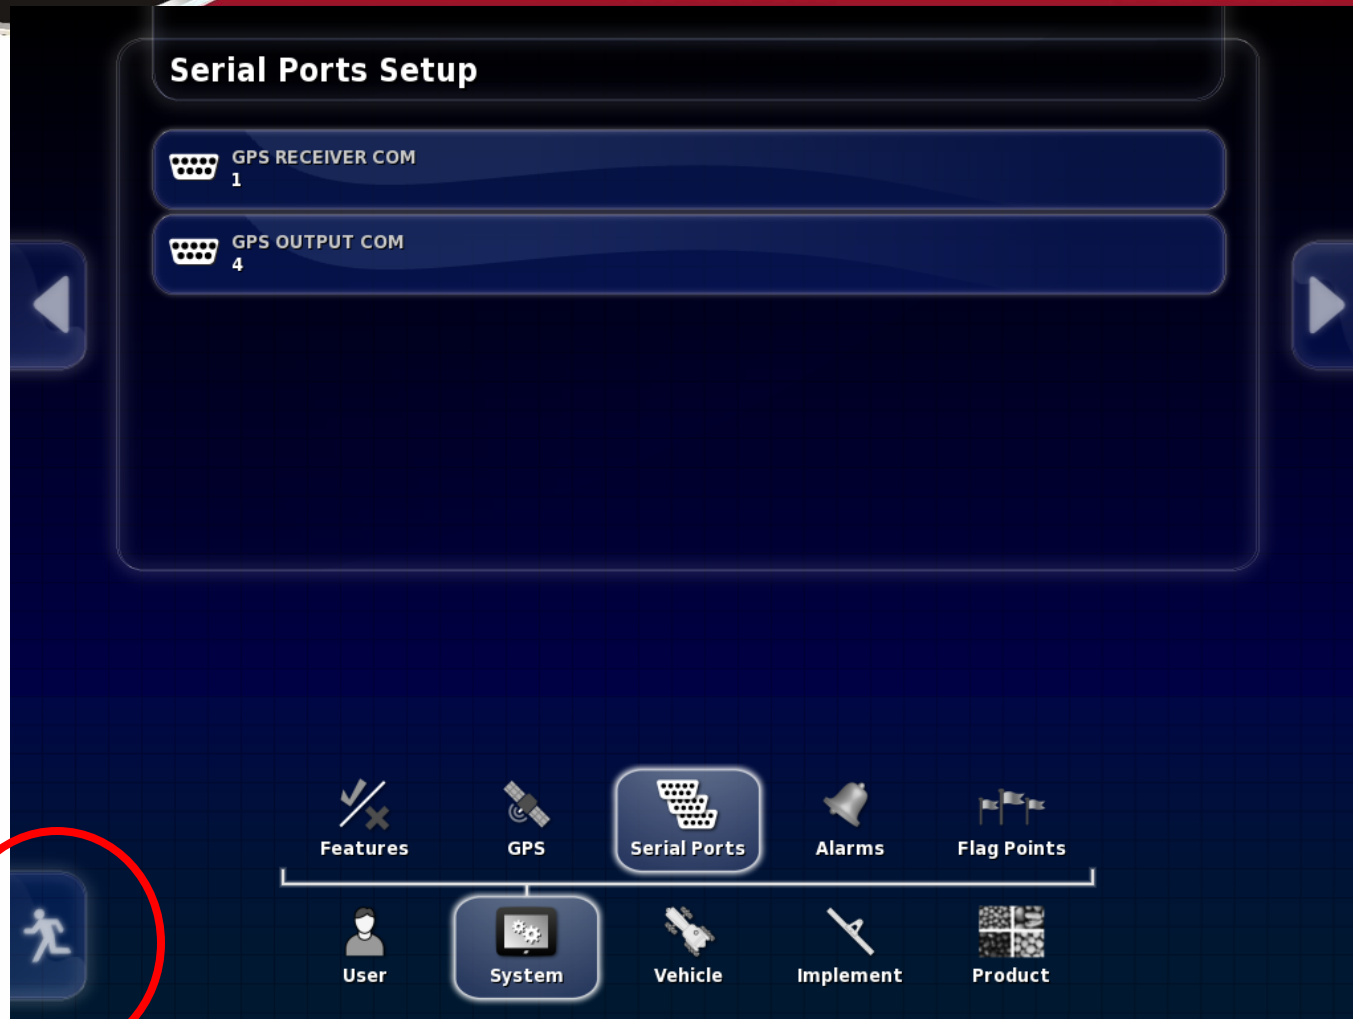 Serial Ports Setup
GPS RECEIVER COM
1
GPS OUTPUT COM
4
Features GPS Serial Ports Alarms Flag Points
User System Vehicle Implement Product